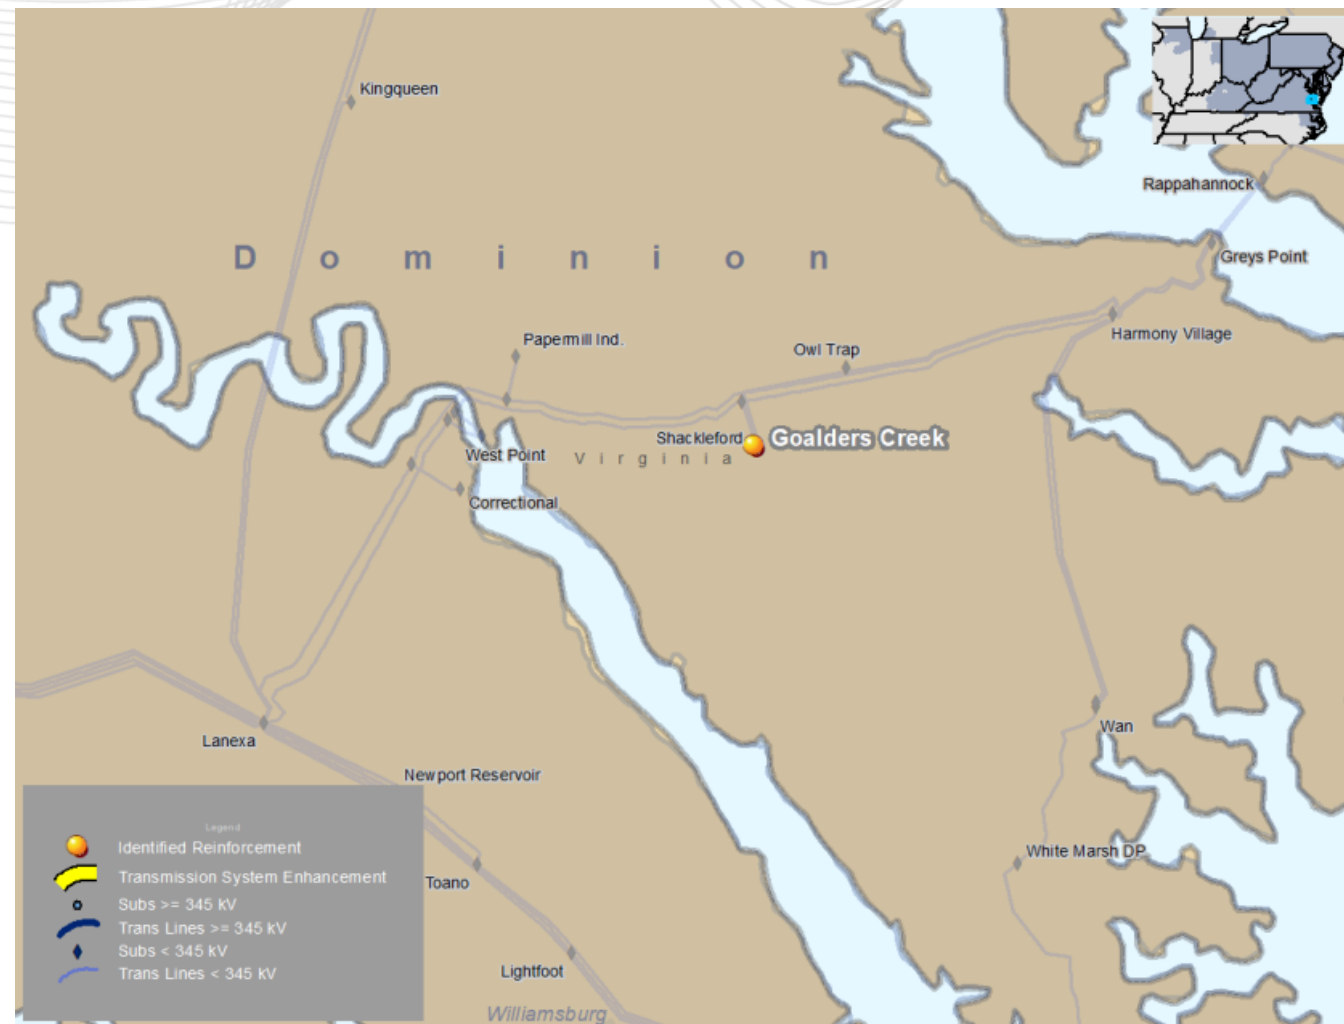 Kingqueen
Rappahannock
Dominion
Greys Point
Papermill Ind.
Harmony Village
Owl Trap
Shackleford
Goalders Creek
West Point
Virginia
Correctional
Wan
Lanexa
Newport Reservoir
Legend
Identified Reinforcement
Transmission System Enhancement
Subs >= 345 kV
Trans Lines >= 345 kV
Subs < 345 kV
Trans Lines < 345 kV
White Marsh DP
Toano
Lightfoot
Williamsburg